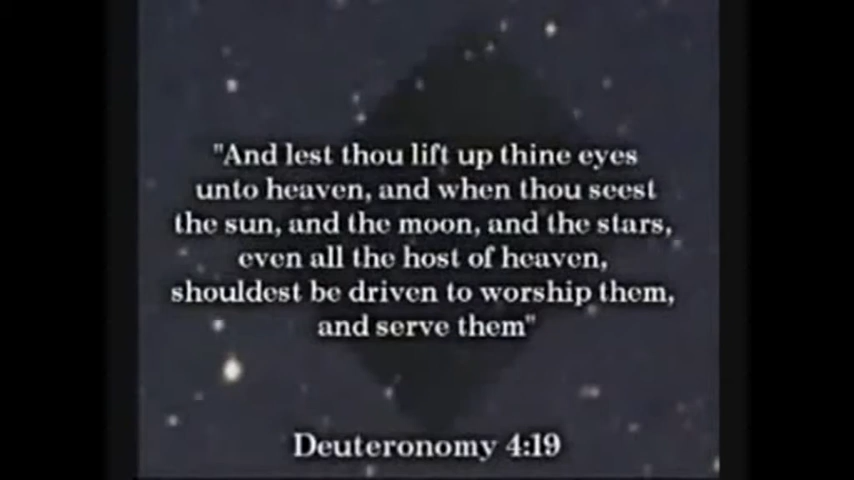 "And lest thou lift up thine eyes
unto heaven, and when thou seest
the sun, and the moon, and the stars,
even all the host of heaven,
shouldest be driven to worship them,
and serve them"
Deuteronomy 4:19